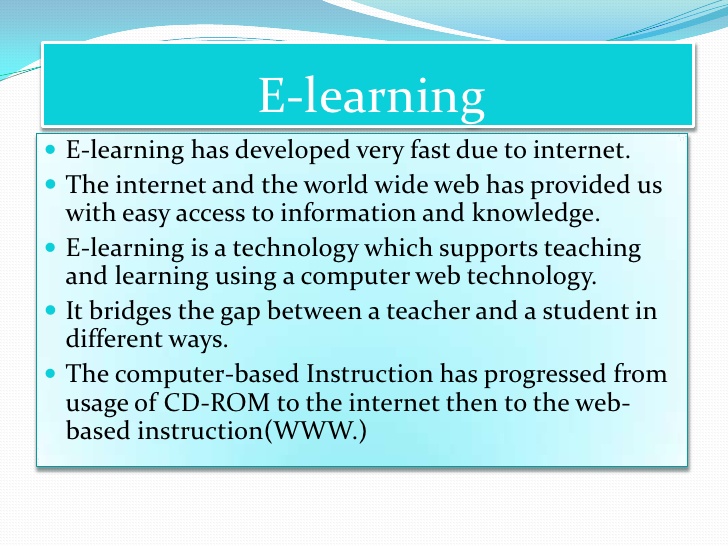 E-learning
• E-learning has developed very fast due to internet.
• The internet and the world wide web has provided us
with easy access to information and knowledge.
• E-learning is a technology which supports teaching
and learning using a computer web technology.
• It bridges the gap between a teacher and a student in
different ways.
• The computer-based Instruction has progressed from
usage of CD-ROM to the internet then to the web-
based instruction(WWW.)